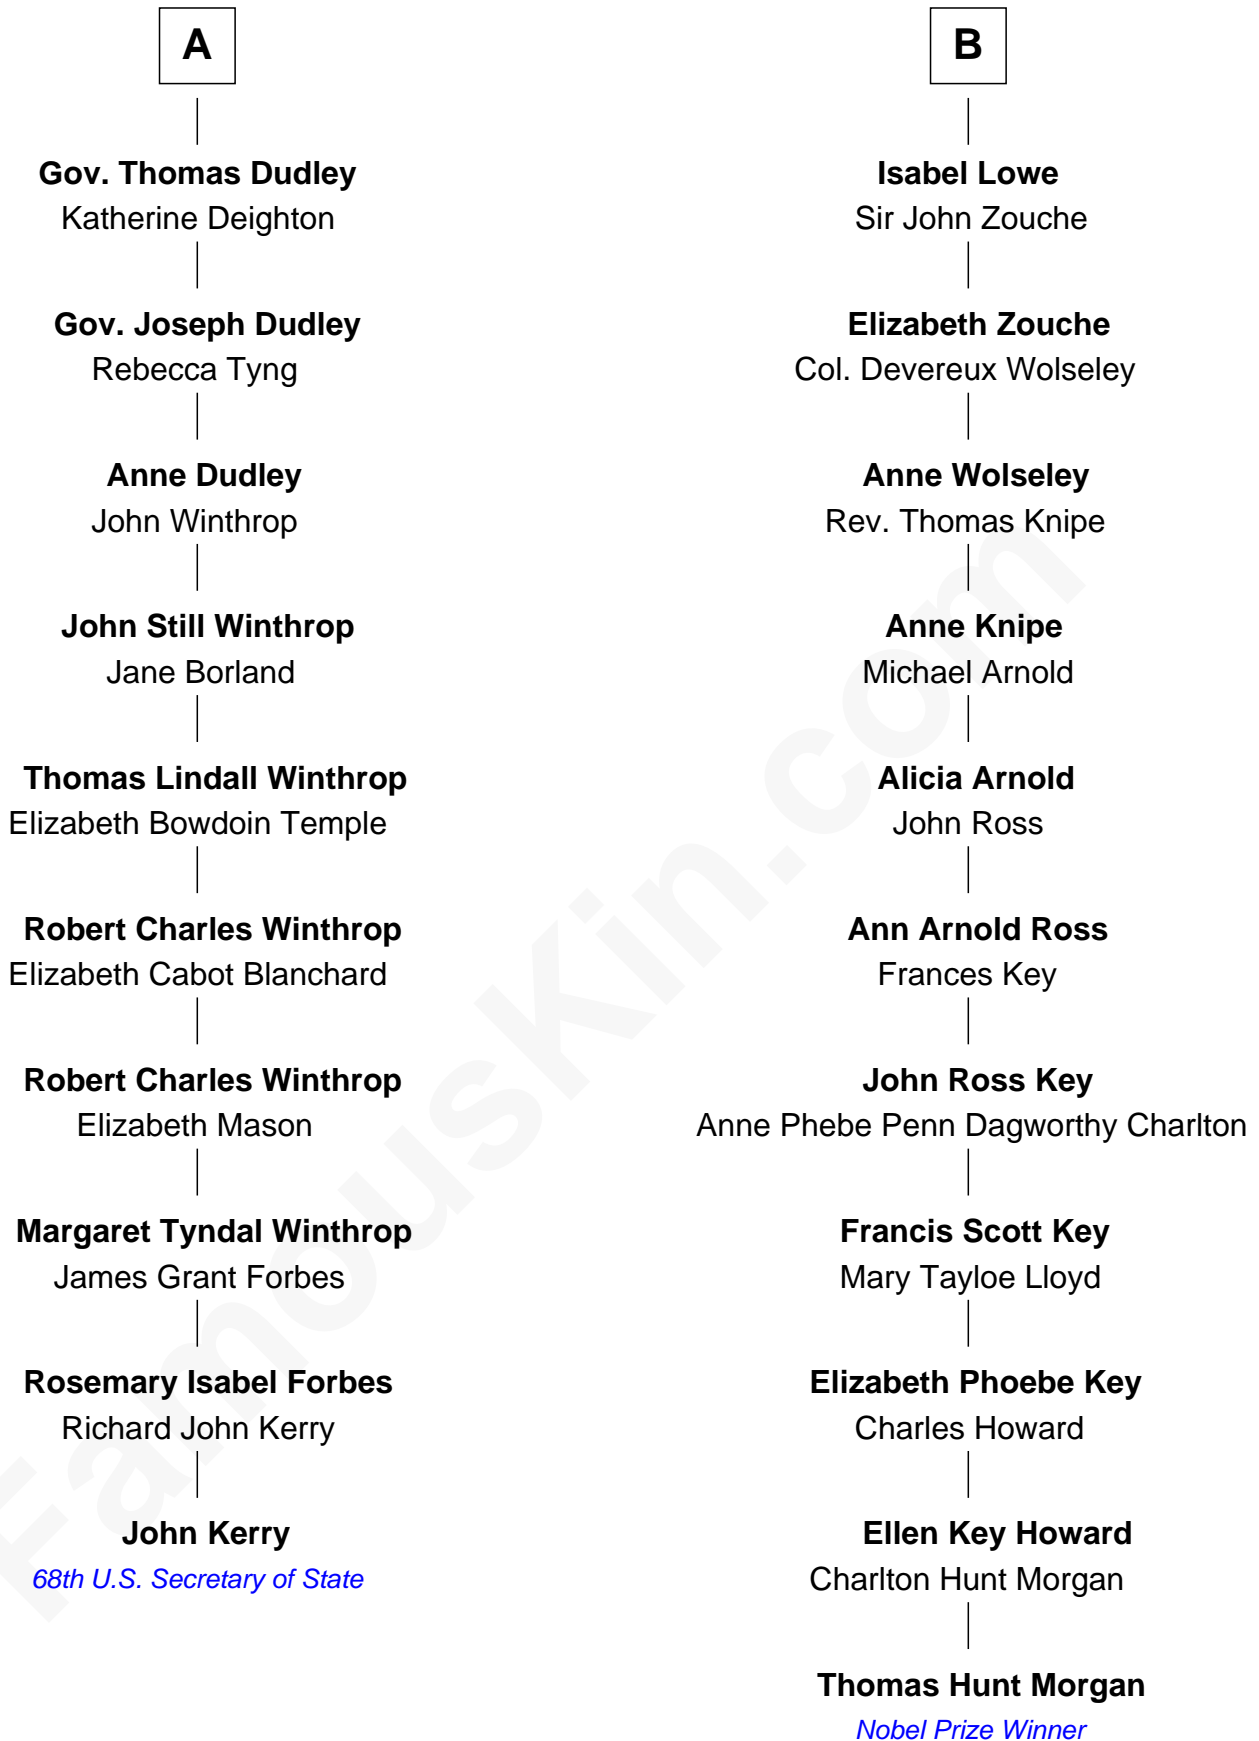 A
Gov. Thomas Dudley
Katherine Deighton
Gov. Joseph Dudley
Rebecca Tyng
Anne Dudley
John Winthrop
John Still Winthrop
Jane Borland
Thomas Lindall Winthrop
Elizabeth Bowdoin Temple
Robert Charles Winthrop
Elizabeth Cabot Blanchard
Robert Charles Winthrop
Elizabeth Mason
Margaret Tyndal Winthrop
James Grant Forbes
Rosemary Isabel Forbes
Richard John Kerry
John Kerry
68th U.S. Secretary of State
B
Isabel Lowe
Sir John Zouche
Elizabeth Zouche
Col. Devereux Wolseley
Anne Wolseley
Rev. Thomas Knipe
Anne Knipe
Michael Arnold
Alicia Arnold
John Ross
Ann Arnold Ross
Frances Key
John Ross Key
Anne Phebe Penn Dagworthy Charlton
Francis Scott Key
Mary Tayloe Lloyd
Elizabeth Phoebe Key
Charles Howard
Ellen Key Howard
Charlton Hunt Morgan
Thomas Hunt Morgan
Nobel Prize Winner
FamousKin.com